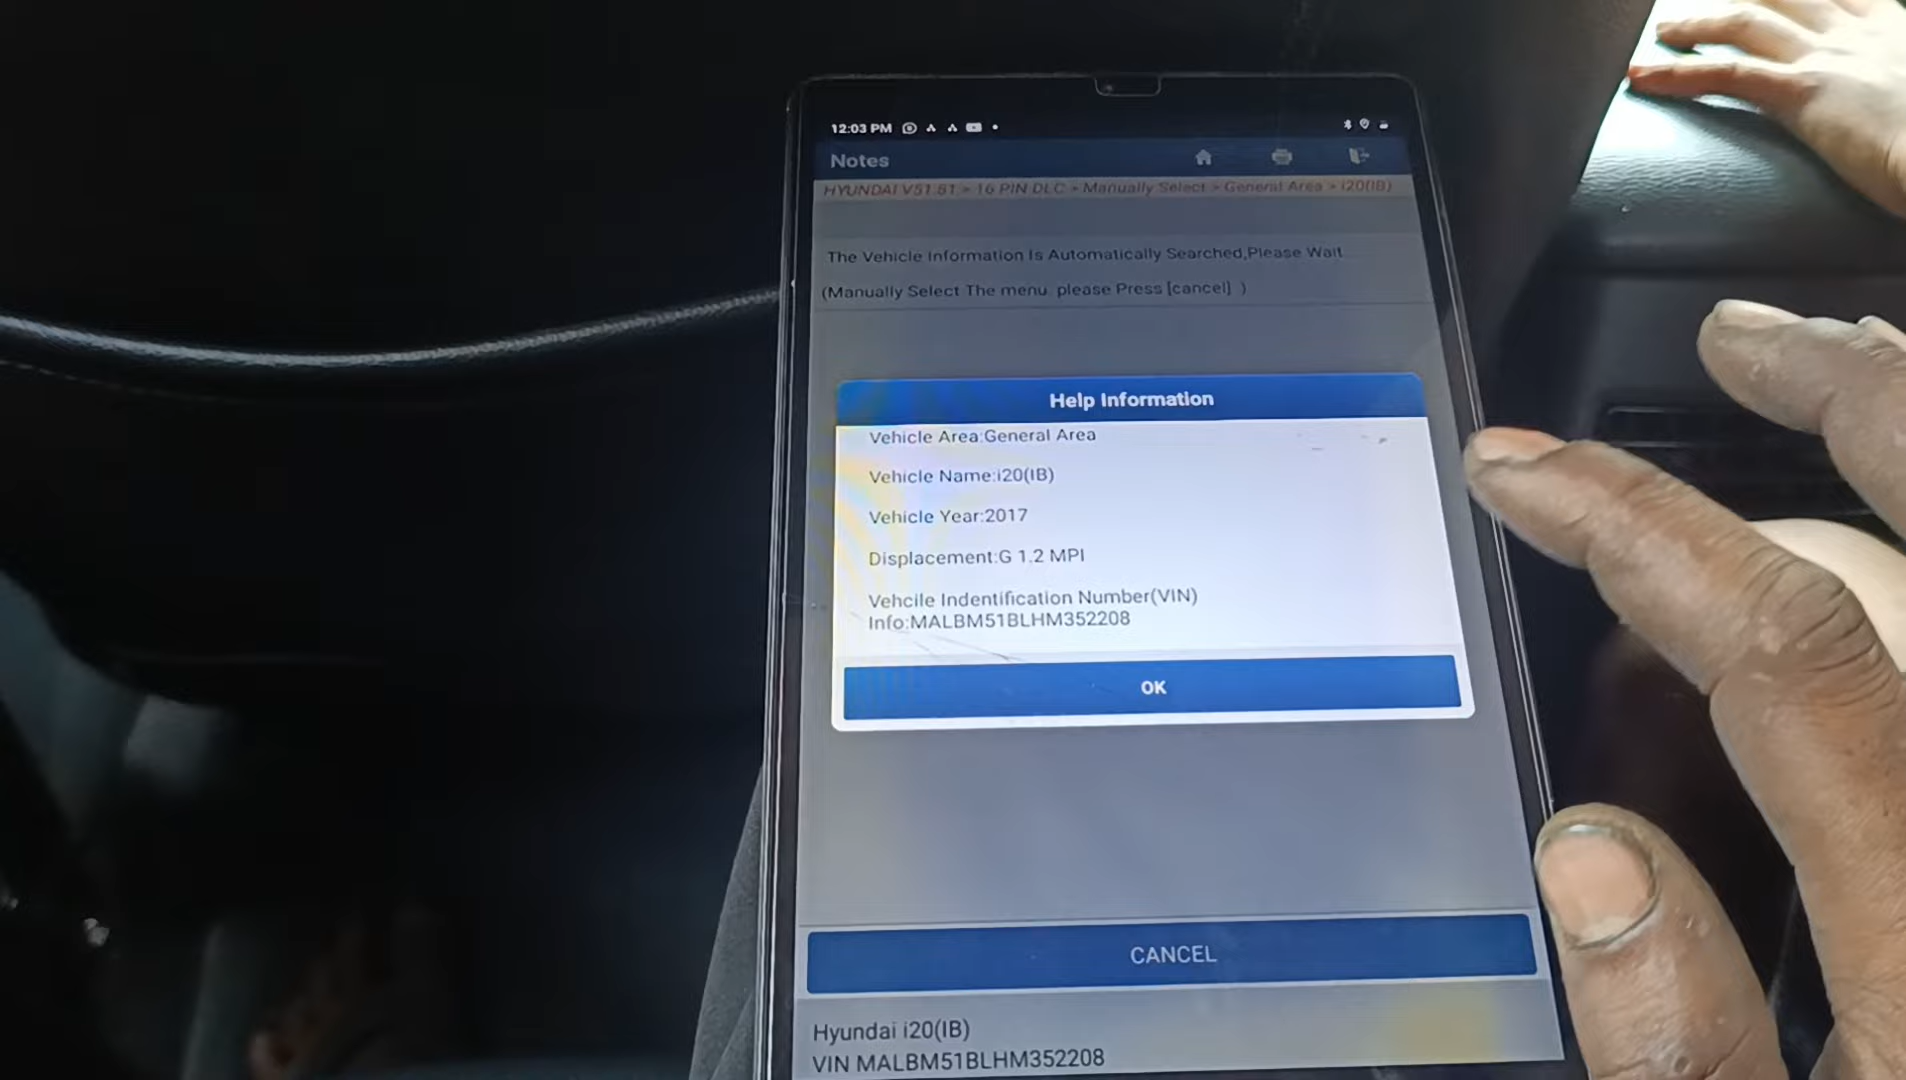 12:03 PM
Notes
HYUNDAI V51.61 > 16 PIN DLC > Manually Select > General Area > i20(IB)
The Vehicle Information Is Automatically Searched,Please Wait
(Manually Select The menu please Press [cancel] )
Help Information
Vehicle Area:General Area
Vehicle Name:i20(IB)
Vehicle Year:2017
Displacement:G 1.2 MPI
Vehcile Indentification Number(VIN)
Info:MALBM51BLHM352208
OK
CANCEL
Hyundai i20(IB)
VIN MALBM51BLHM352208